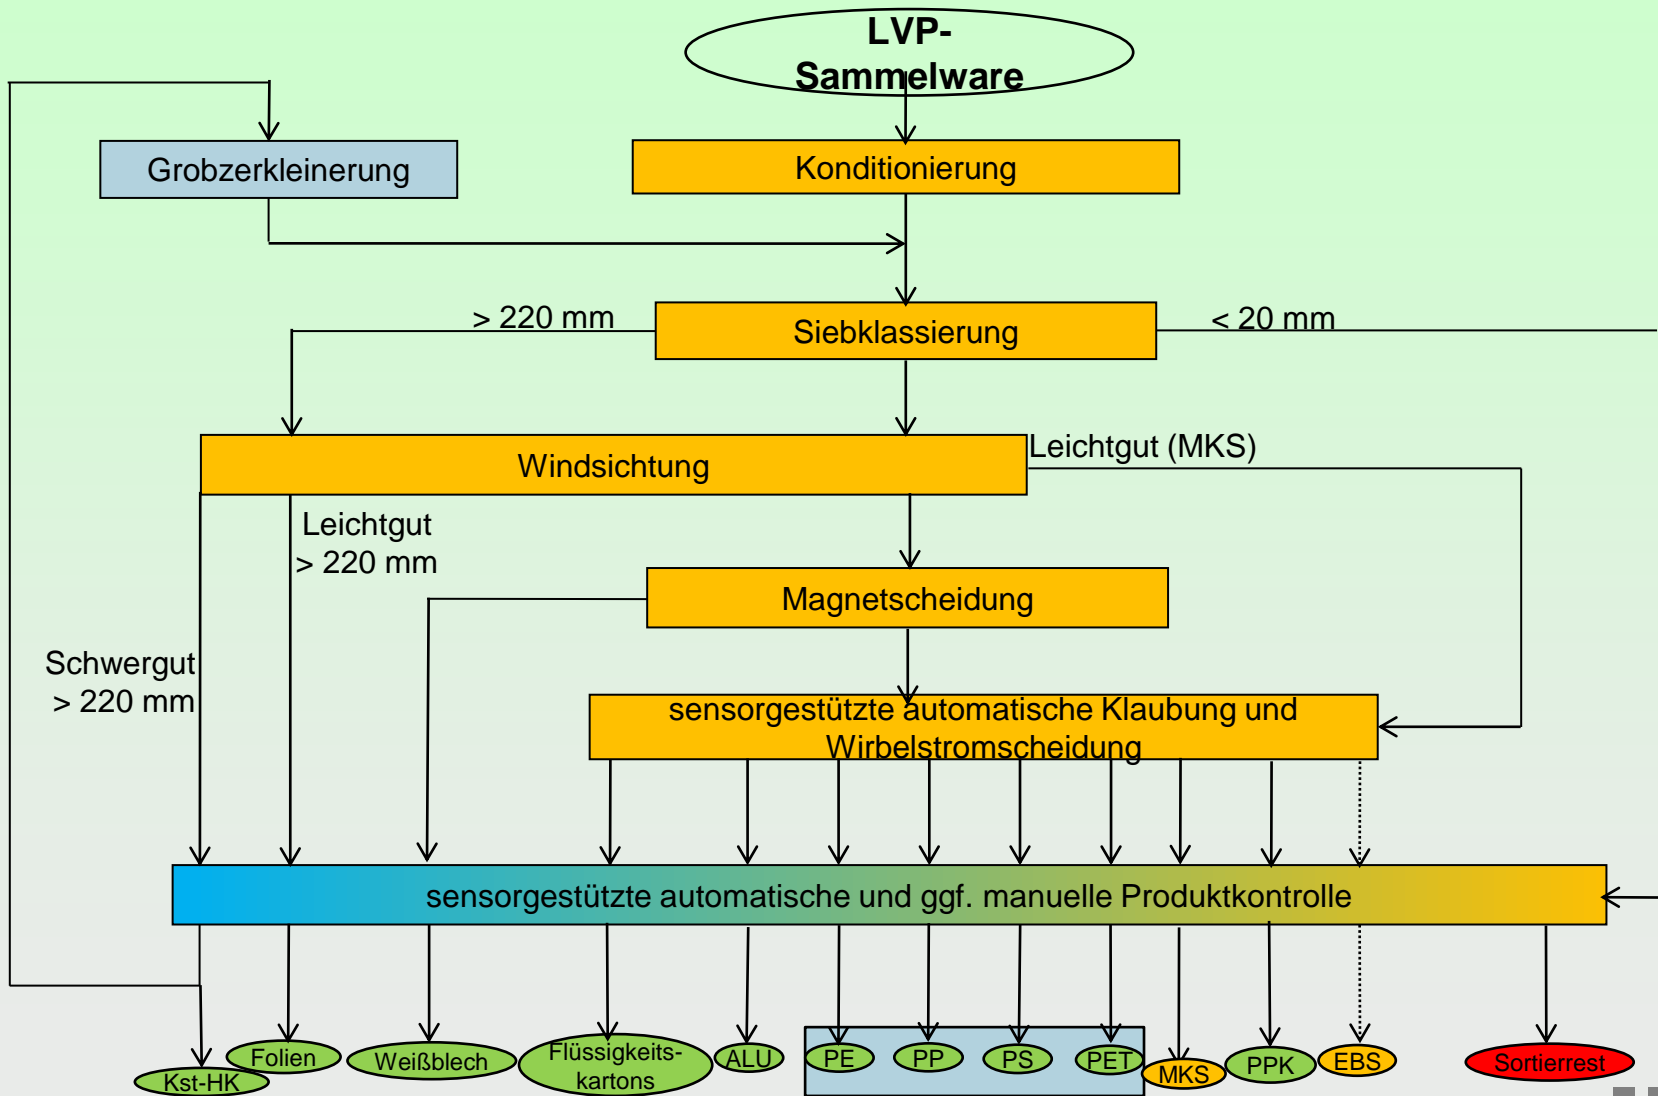 LVP-
Sammelware
Grobzerkleinerung
Konditionierung
> 220 mm
Siebklassierung
< 20 mm
Windsichtung
Leichtgut (MKS)
Leichtgut
> 220 mm
Magnetscheidung
Schwergut
> 220 mm
sensorgestützte automatische Klaubung und
Wirbelstromscheidung
sensorgestützte automatische und ggf. manuelle Produktkontrolle
Kst-HK
Folien
Weißblech
Flüssigkeits-
kartons
ALU
PE
PP
PS
PET
MKS
PPK
EBS
Sortierrest